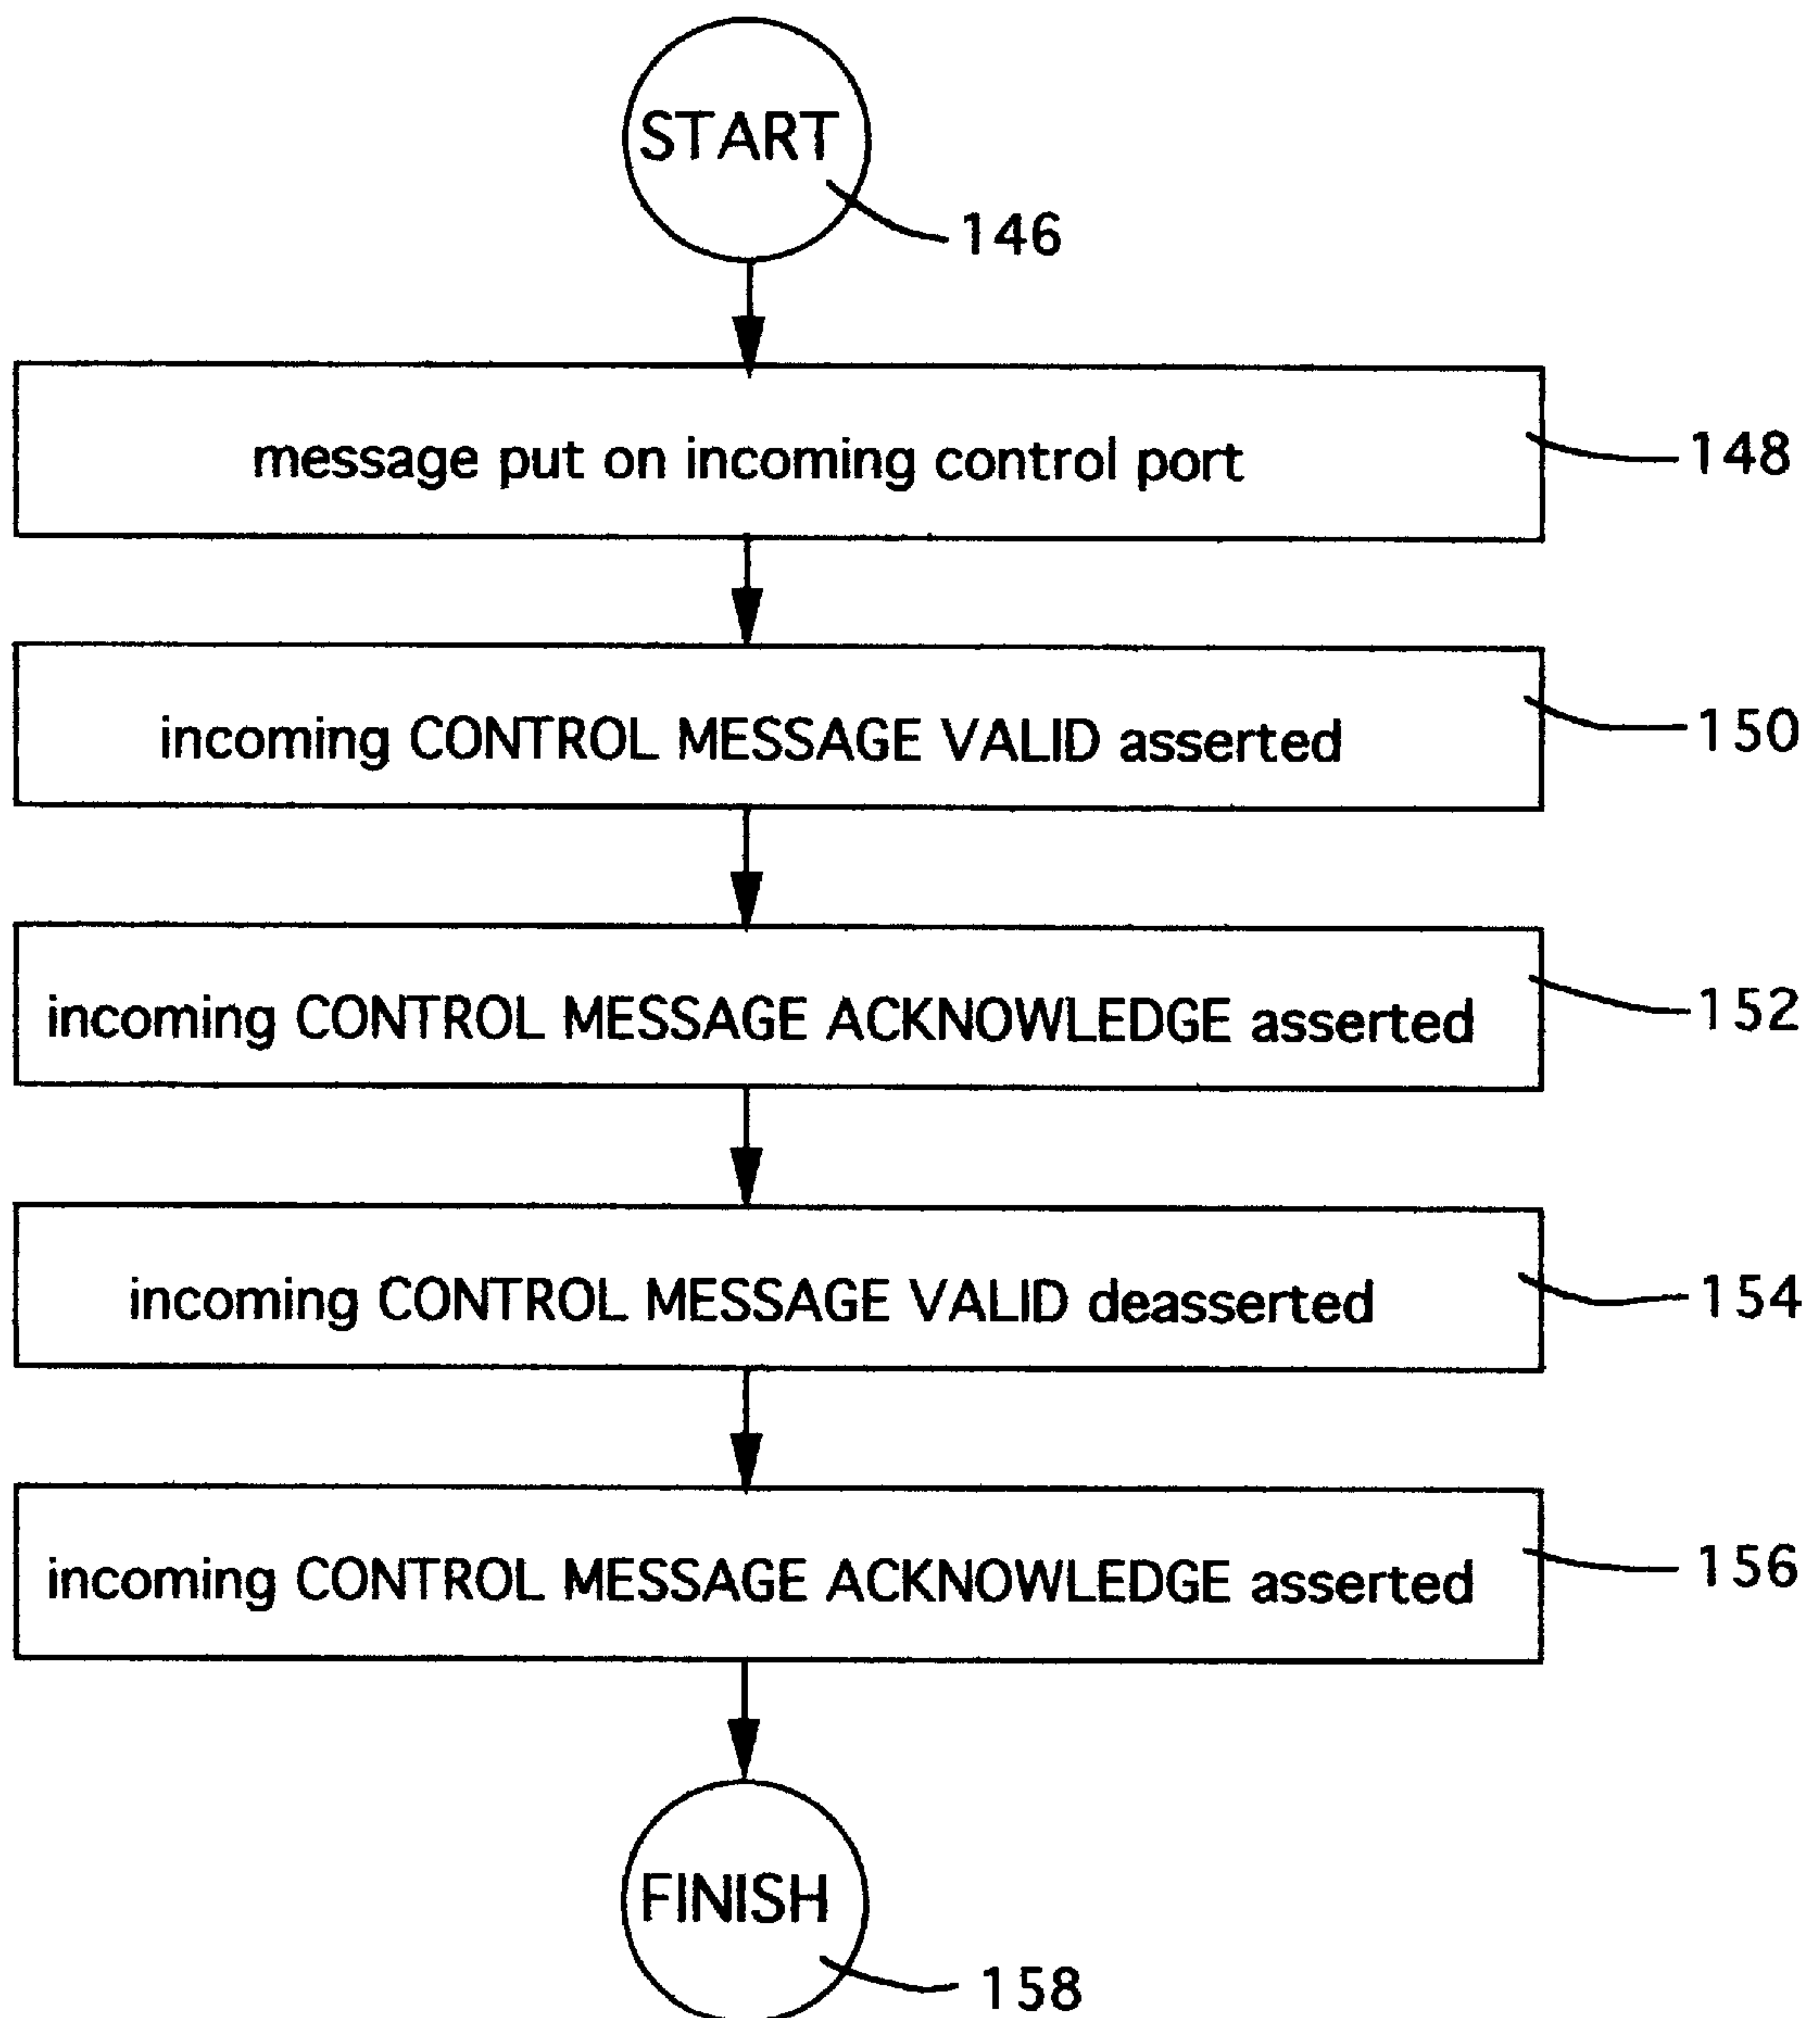 START
146
message put on incoming control port
148
incoming CONTROL MESSAGE VALID asserted
150
incoming CONTROL MESSAGE ACKNOWLEDGE asserted
152
incoming CONTROL MESSAGE VALID deasserted
154
incoming CONTROL MESSAGE ACKNOWLEDGE asserted
156
FINISH
158